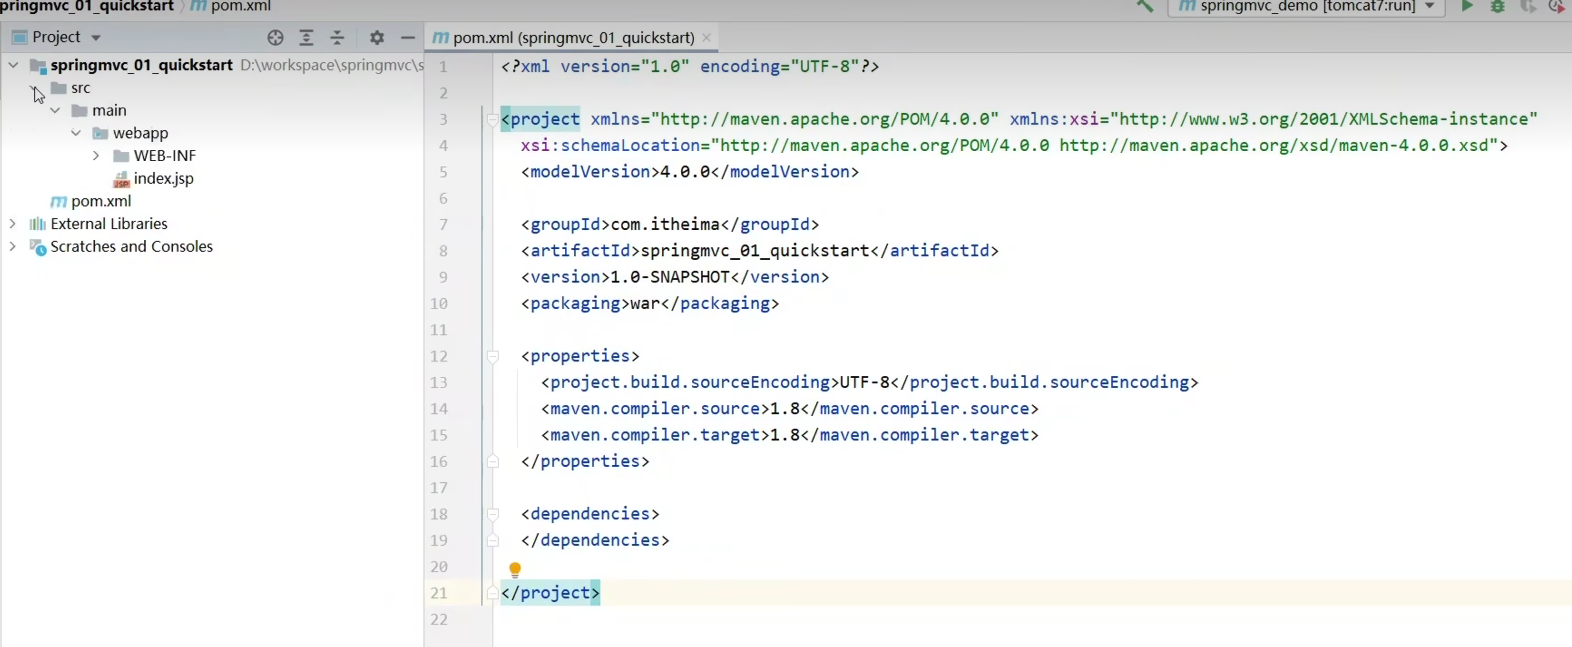 pringmvc_01_quickstart pom.xml springmvc_demo [tomcat7:run]
Project
pom.xml (springmvc_01_quickstart)
springmvc_01_quickstart D:\workspace\springmvc\s
src
main
webapp
WEB-INF
index.jsp
pom.xml
External Libraries
Scratches and Consoles
1 <?xml version="1.0" encoding="UTF-8"?>
2
3 <project xmlns="http://maven.apache.org/POM/4.0.0" xmlns:xsi="http://www.w3.org/2001/XMLSchema-instance"
4 xsi:schemaLocation="http://maven.apache.org/POM/4.0.0 http://maven.apache.org/xsd/maven-4.0.0.xsd">
5 <modelVersion>4.0.0</modelVersion>
6
7 <groupId>com.itheima</groupId>
8 <artifactId>springmvc_01_quickstart</artifactId>
9 <version>1.0-SNAPSHOT</version>
10 <packaging>war</packaging>
11
12 <properties>
13 <project.build.sourceEncoding>UTF-8</project.build.sourceEncoding>
14 <maven.compiler.source>1.8</maven.compiler.source>
15 <maven.compiler.target>1.8</maven.compiler.target>
16 </properties>
17
18 <dependencies>
19 </dependencies>
20
21 </project>
22